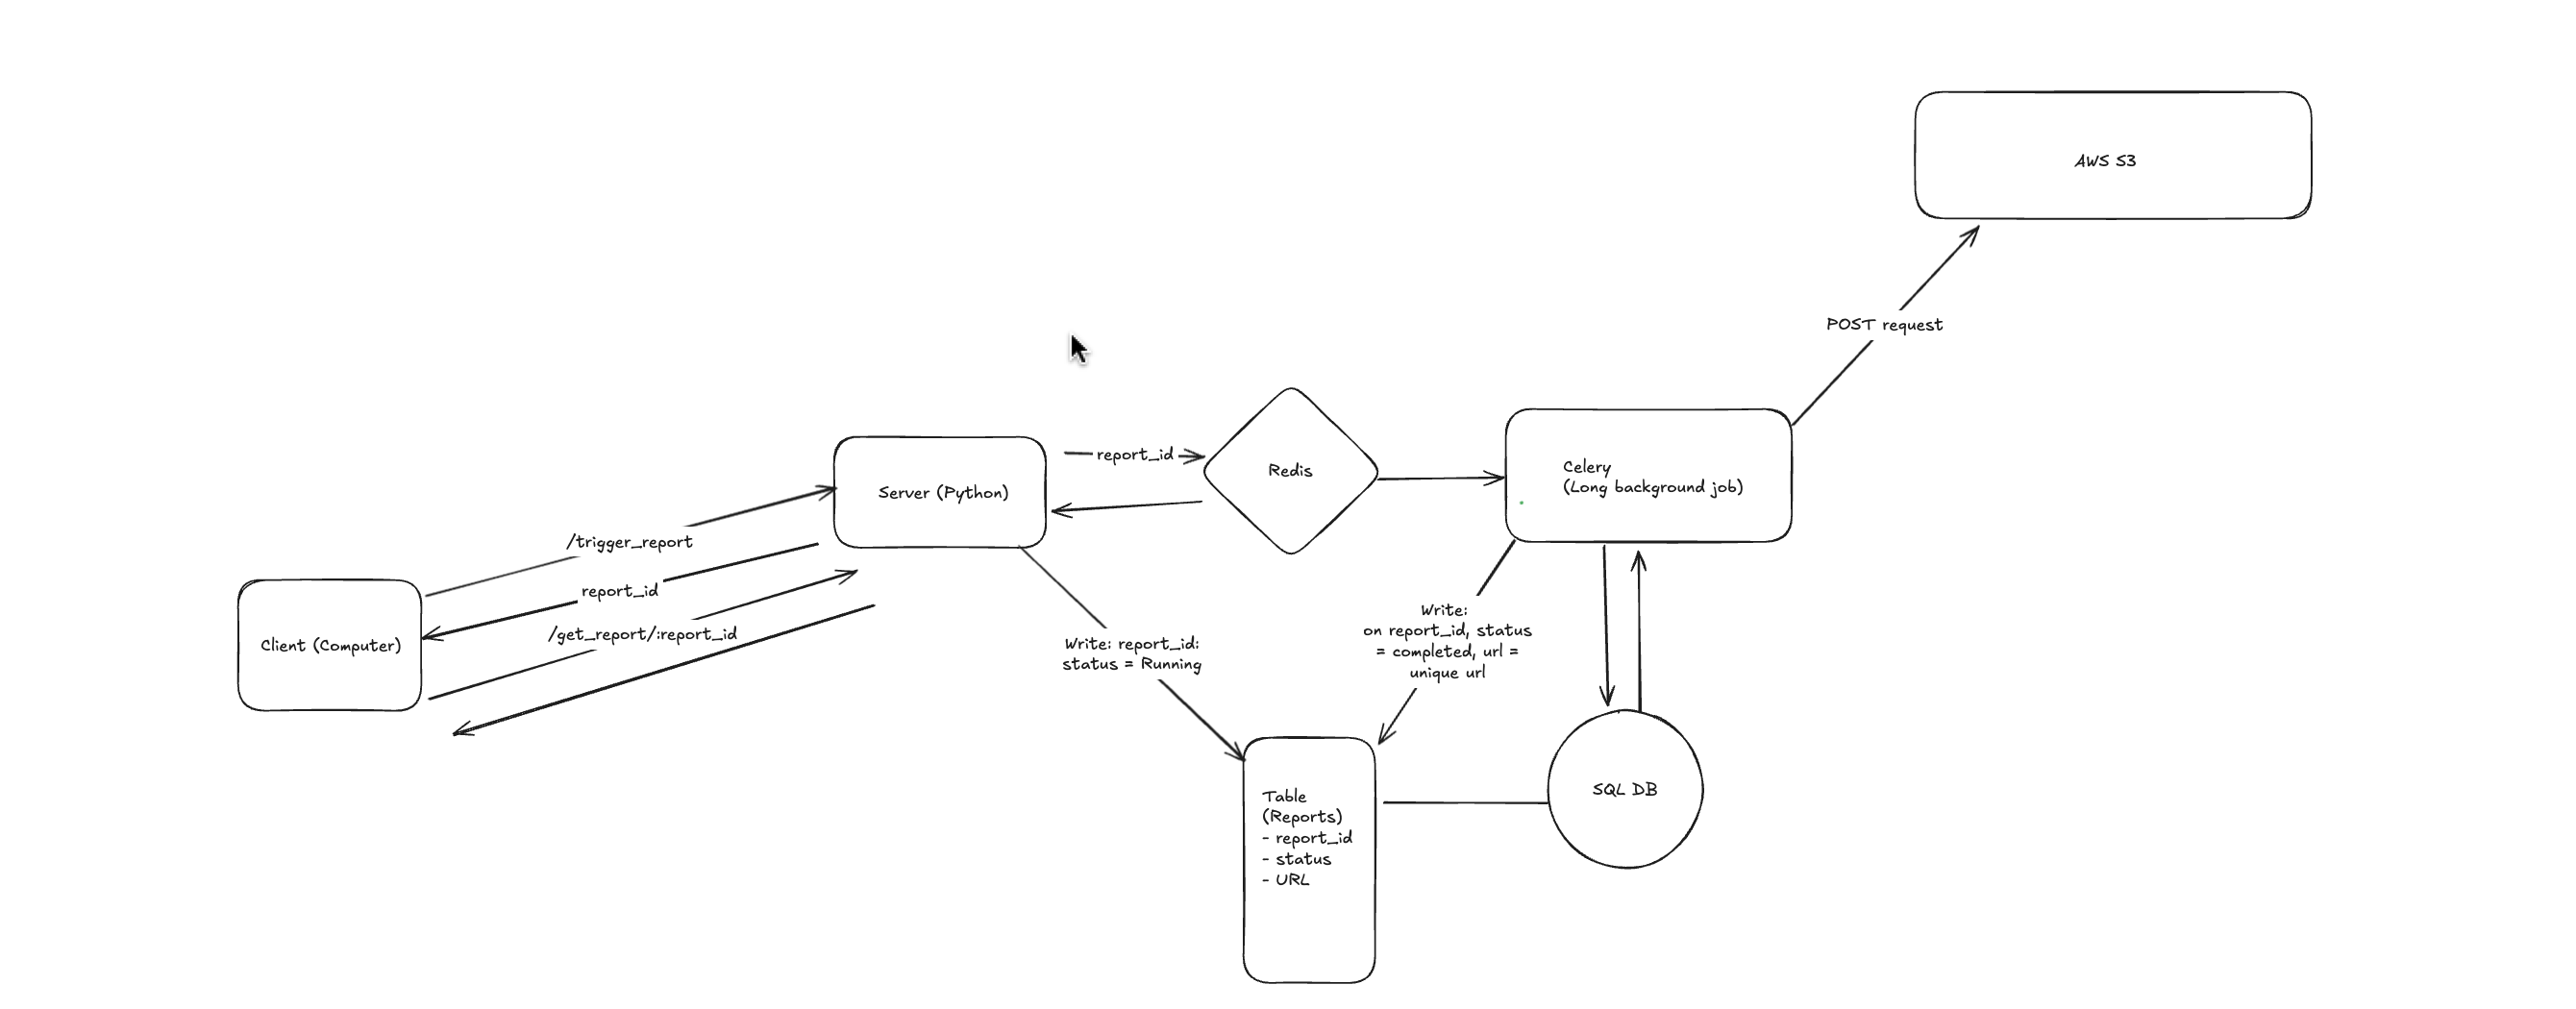 AWS S3
POST request
report_id
Redis
Celery
(Long background job)
Server (Python)
/trigger_report
report_id
/get_report/:report_id
Client (Computer)
Write: report_id:
status = Running
Write:
on report_id, status
= completed, url =
unique url
Table
(Reports)
- report_id
- status
- URL
SQL DB